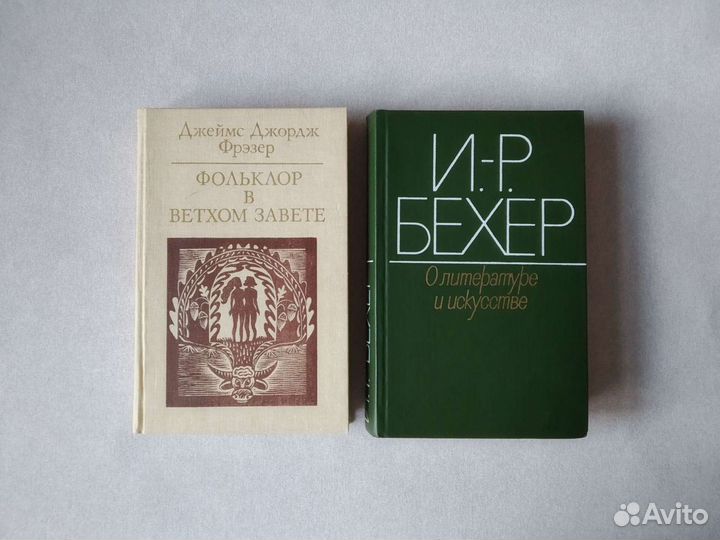 Джеймс Джордж
Фрэзер
ФОЛЬКЛОР
В
ВЕТХОМ ЗАВЕТЕ
И.-Р.
БЕХЕР
О литературе
и искусстве
Avito